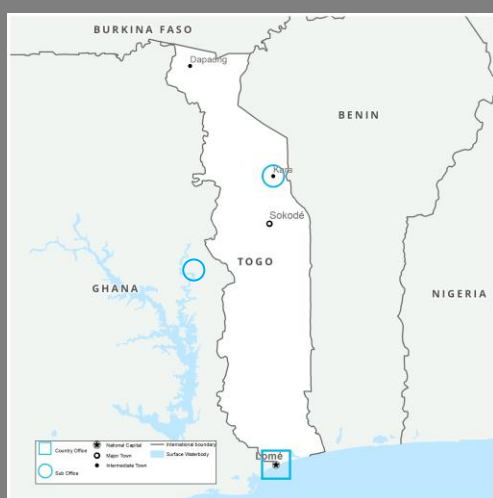 BURKINA FASO
Dapaong
BENIN
Kara
Sokodé
TOGO
GHANA
NIGERIA
Lomé
Country Office
National Capital
International boundary
Major Town
Surface Waterbody
Sub Office
Intermediate Town